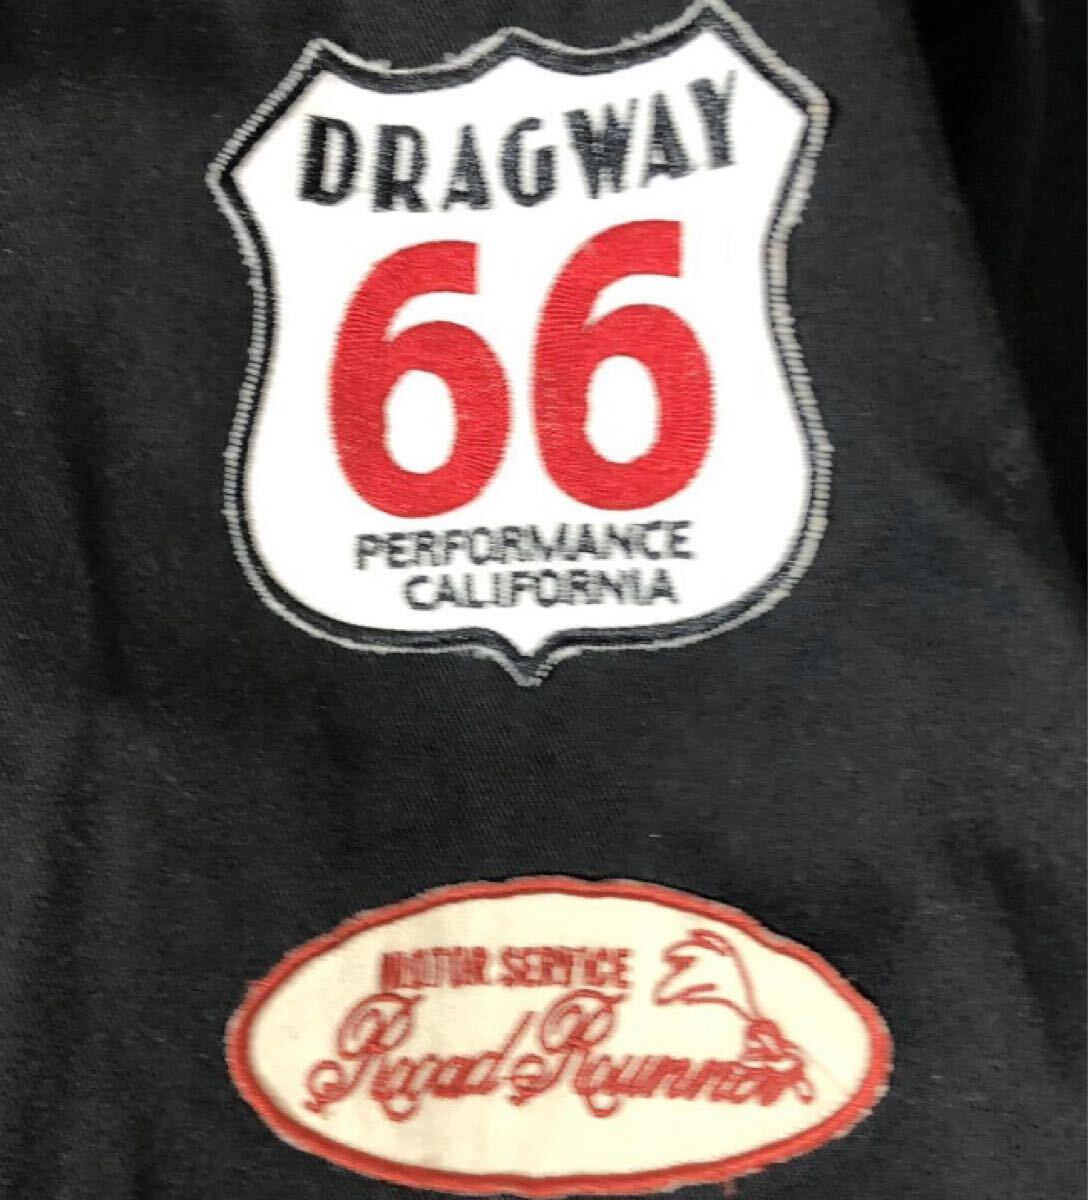 DRAGWAY
66
PERFORMANCE
CALIFORNIA
MOTOR SERVICE
Road Runner